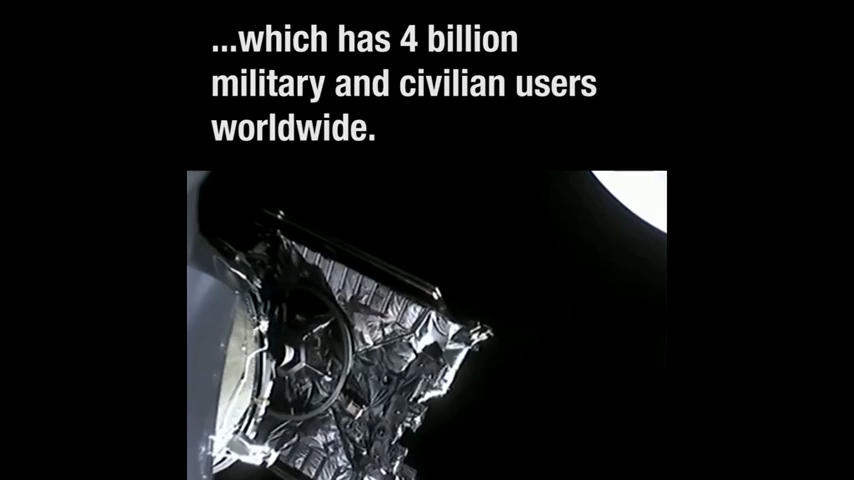 ...which has 4 billion
military and civilian users
worldwide.